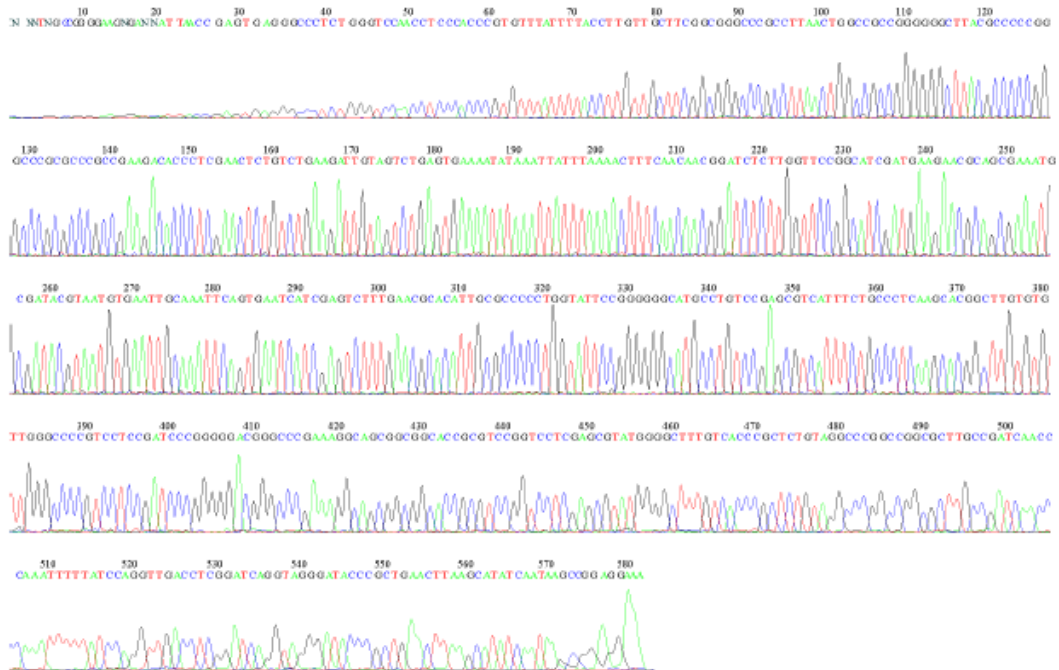 10 20 30 40 50 60 70 80 90 100 110 120
GAGTGAGGGCCCTCTGGGTCCAACCTCCCACCCGTGTTTATTTTACCTTGTTGCTTCGGCGGGCCCGCCTTAACTGGCCGCCGGGGGGCTTACGCCCCCGG
130 140 150 160 170 180 190 200 210 220 230 240 250
GCCCGCGCCCGCCGAAGACACCCTCGAACTCTGTCTGAAGATTGTAGTCTGAGTGAAAATATAAATTATTTAAAACTTTCAACAACGGATCTCTTGGTTCCGGCATCGATGAAGAACGCAGCGAAATG
260 270 280 290 300 310 320 330 340 350 360 370 380
CGATACGTAATGTGAATTGCAAATTCAGTGAATCATCGAGTCTTTGAACGCACATTGCGCCCCCTGGTATTCCGGGGGGCATGCCTGTCCGAGCGTCATTTCTGCCCTCAAGCACGGCTTGTGTG
390 400 410 420 430 440 450 460 470 480 490 500
TTGGGCCCCGTCCTCCGATCCCGGGGGACGGGCCCGAAAGGCAGCGGCGGCACCGCGTCCGGTCCTCGAGCGTATGGGGCTTTGTCACCCGCTCTGTAGGCCCGGCCGGCGCTTGCCGATCAACC
510 520 530 540 550 560 570 580
CAAATTTTTATCCAGGTTGACCTCGGATCAGGTAGGGATACCCGCTGAACTTAAGCATATCAATAAGCCGGAGGAAA